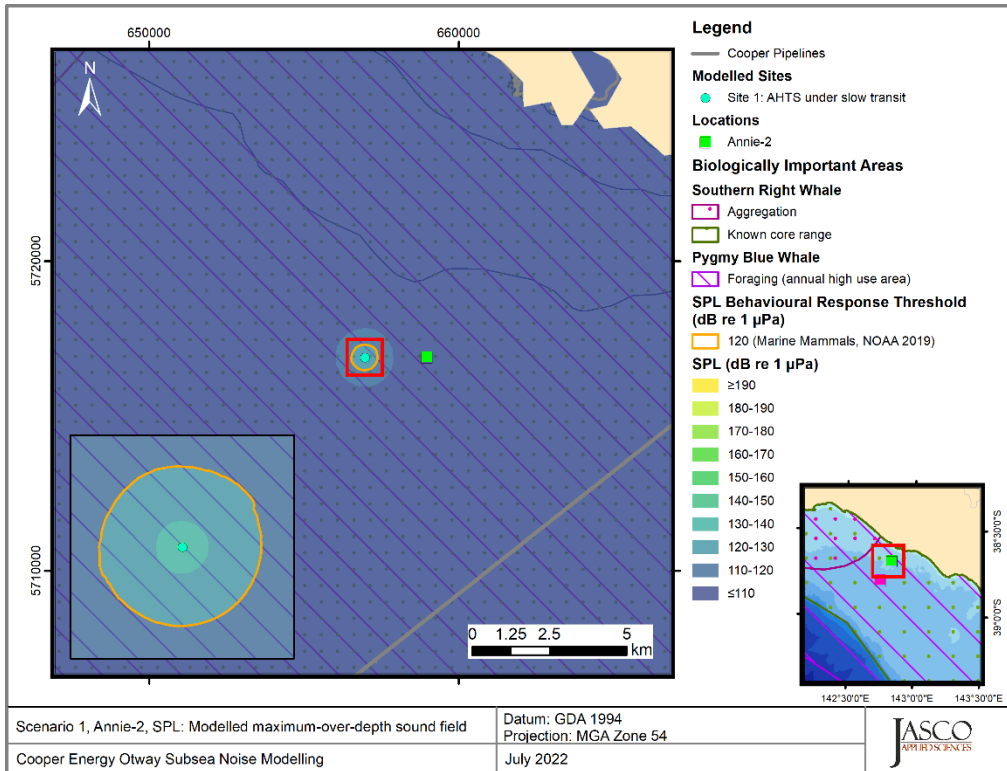 650000
660000
N
5720000
5710000
0 1.25 2.5 5
km
Legend
Cooper Pipelines
Modelled Sites
Site 1: AHTS under slow transit
Locations
Annie-2
Biologically Important Areas
Southern Right Whale
Aggregation
Known core range
Pygmy Blue Whale
Foraging (annual high use area)
SPL Behavioural Response Threshold
(dB re 1 µPa)
120 (Marine Mammals, NOAA 2019)
SPL (dB re 1 µPa)
≥190
180-190
170-180
160-170
150-160
140-150
130-140
120-130
110-120
≤110
38°30'0"S
39°0'0"S
142°30'0"E
143°0'0"E
143°30'0"E
Scenario 1, Annie-2, SPL: Modelled maximum-over-depth sound field
Datum: GDA 1994
Projection: MGA Zone 54
Cooper Energy Otway Subsea Noise Modelling
July 2022
JASCO
APPLIED SCIENCES